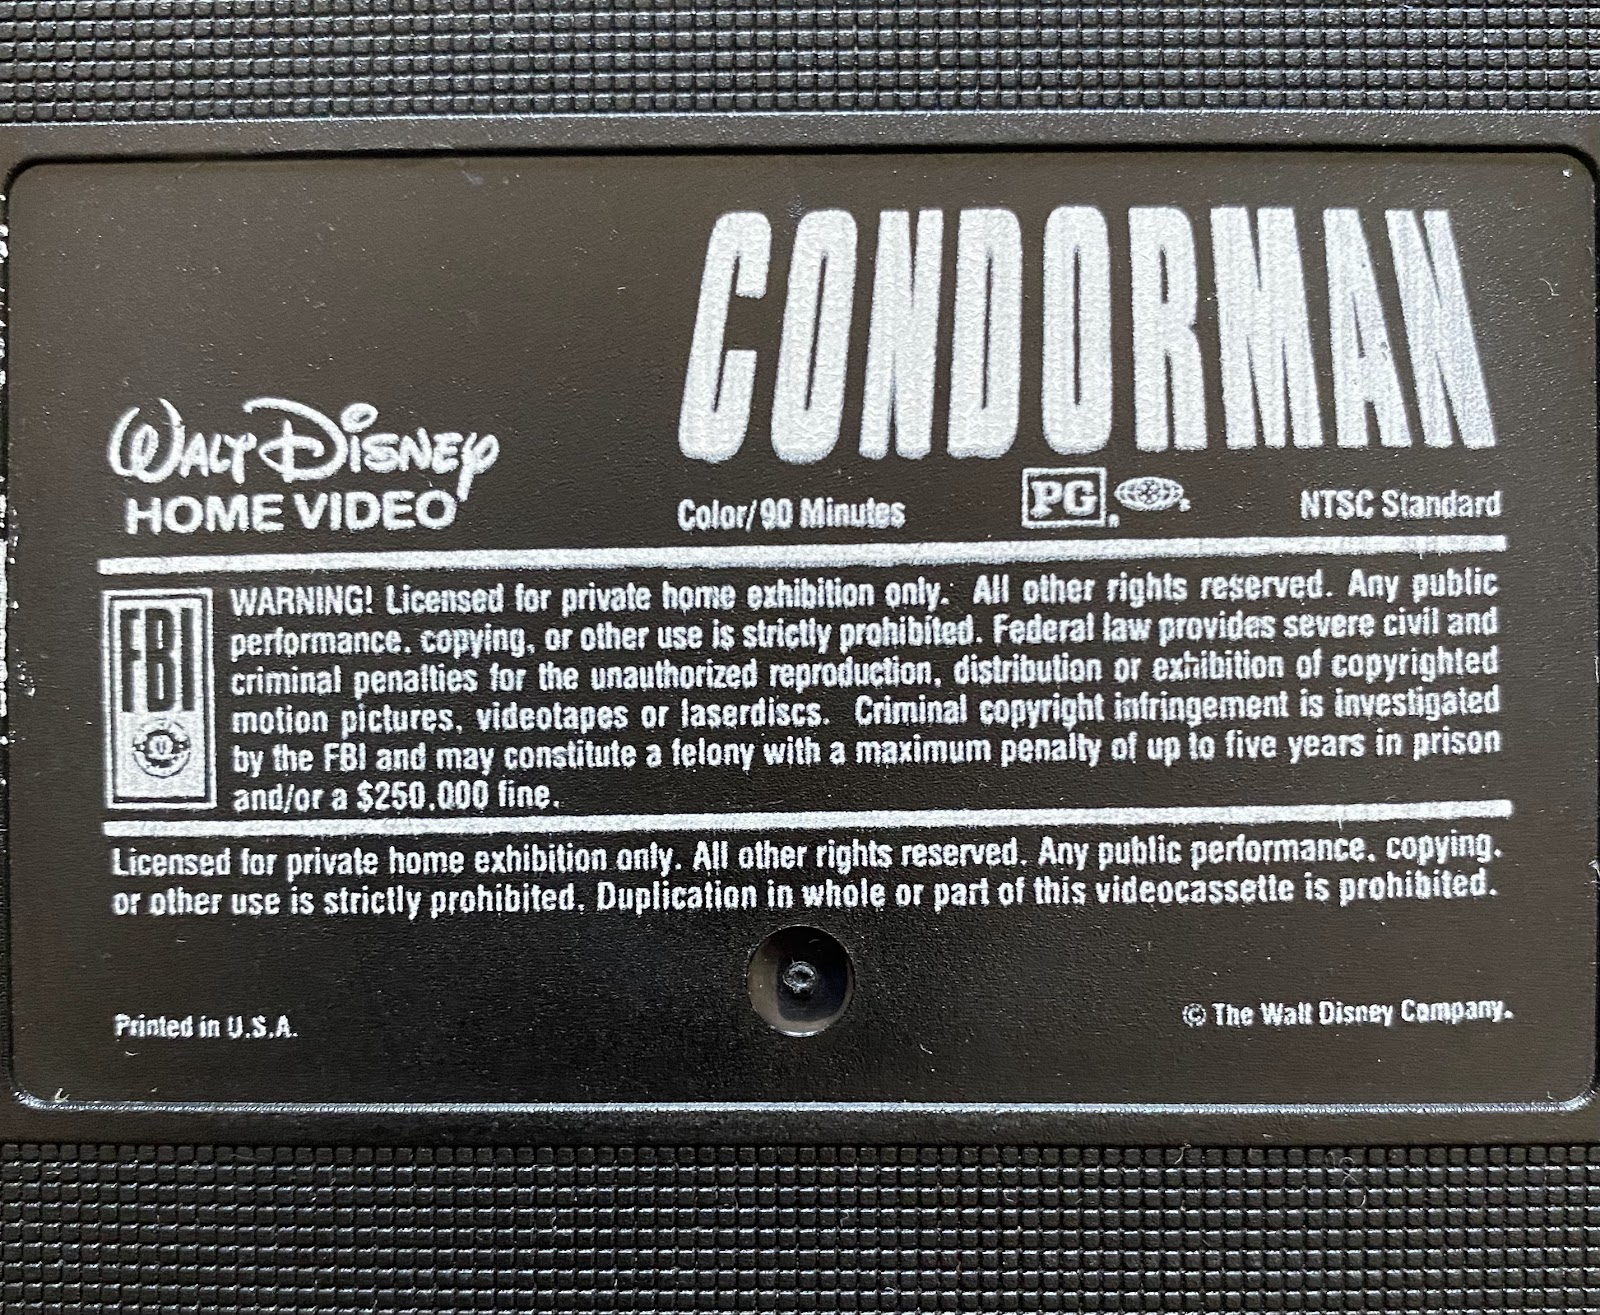 CONDORMAN
Walt Disney
HOME VIDEO
Color/90 Minutes
PG
NTSC Standard
FBI
WARNING! Licensed for private home exhibition only. All other rights reserved. Any public
performance, copying, or other use is strictly prohibited. Federal law provides severe civil and
criminal penalties for the unauthorized reproduction, distribution or exhibition of copyrighted
motion pictures, videotapes or laserdiscs. Criminal copyright infringement is investigated
by the FBI and may constitute a felony with a maximum penalty of up to five years in prison
and/or a $250,000 fine.
Licensed for private home exhibition only. All other rights reserved. Any public performance, copying,
or other use is strictly prohibited. Duplication in whole or part of this videocassette is prohibited.
Printed in U.S.A.
© The Walt Disney Company.